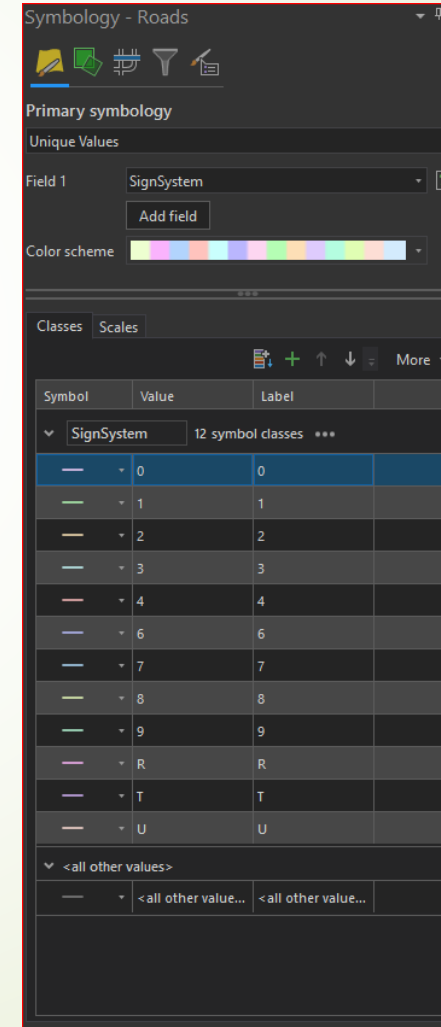 Symbology - Roads
Primary symbology
Unique Values
Field 1 SignSystem
Add field
Color scheme
Classes Scales
More
Symbol Value Label
SignSystem 12 symbol classes
0 0
1 1
2 2
3 3
4 4
6 6
7 7
8 8
9 9
R R
T T
U U
<all other values>
<all other value... <all other value...